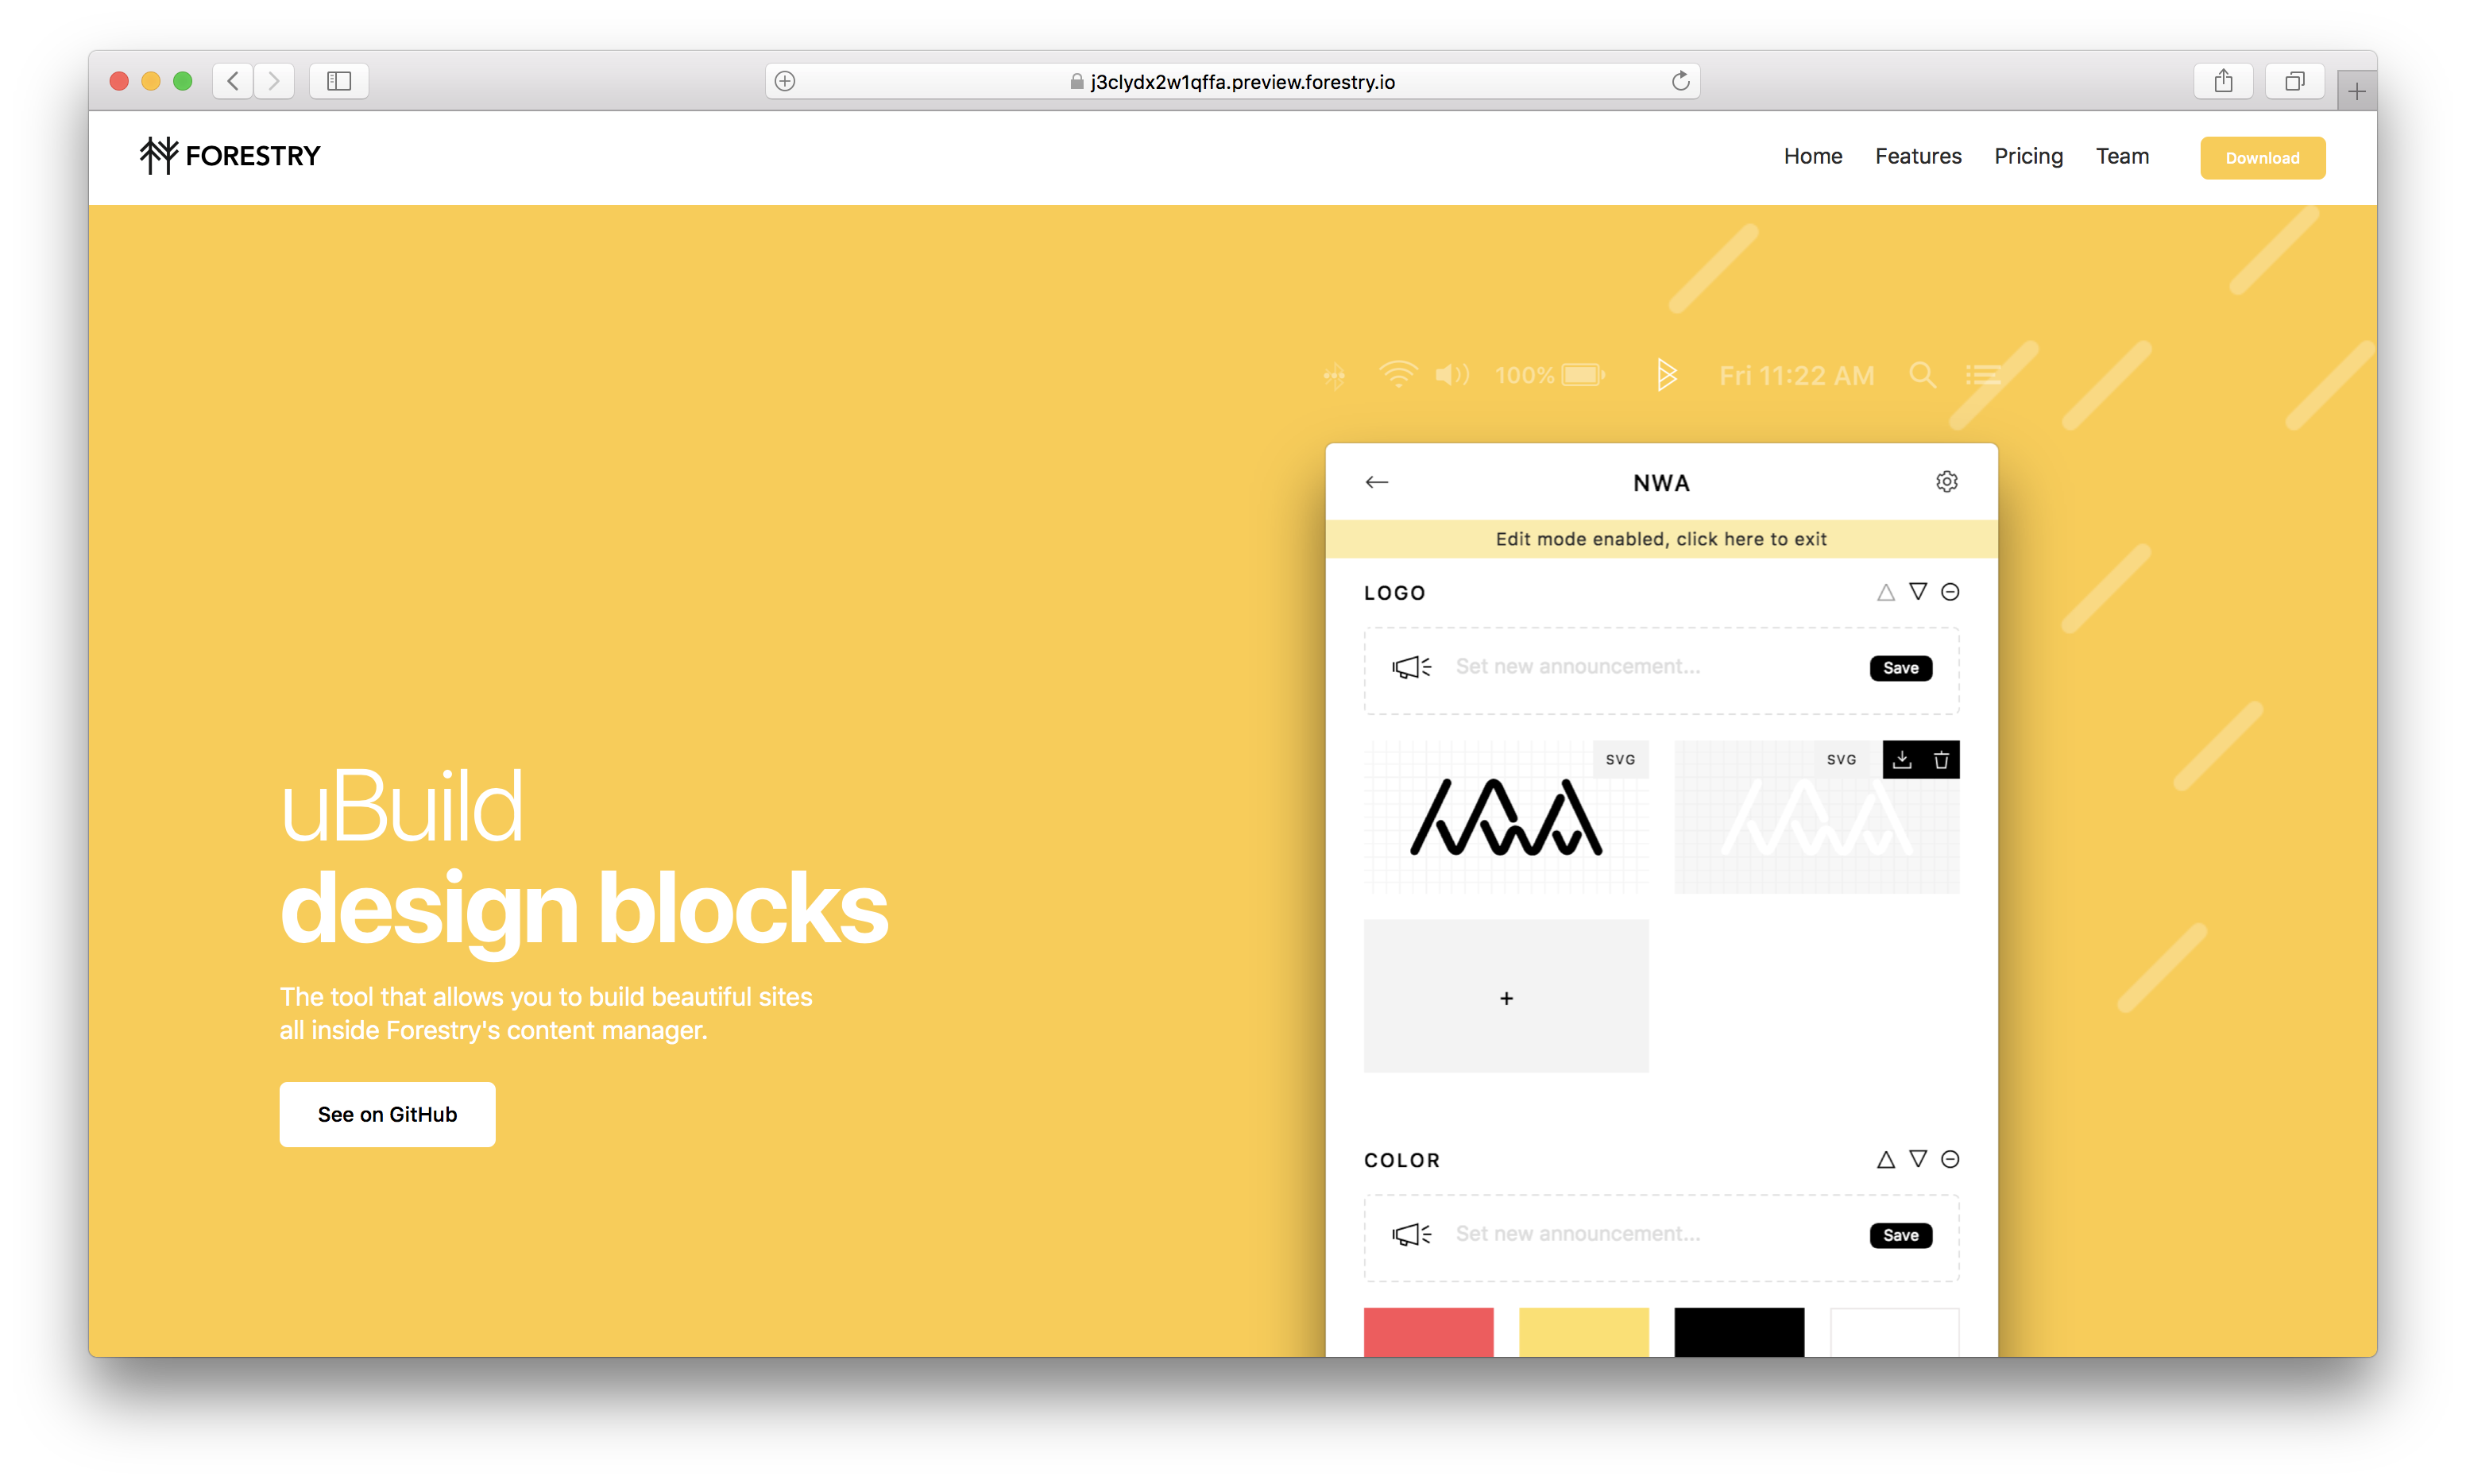 j3clydx2w1qffa.preview.forestry.io
FORESTRY
Home Features Pricing Team Download
100% Fri 11:22 AM
NWA
Edit mode enabled, click here to exit
LOGO
Set new announcement... Save
SVG SVG
uBuild
design blocks
The tool that allows you to build beautiful sites
all inside Forestry's content manager.
See on GitHub
COLOR
Set new announcement... Save